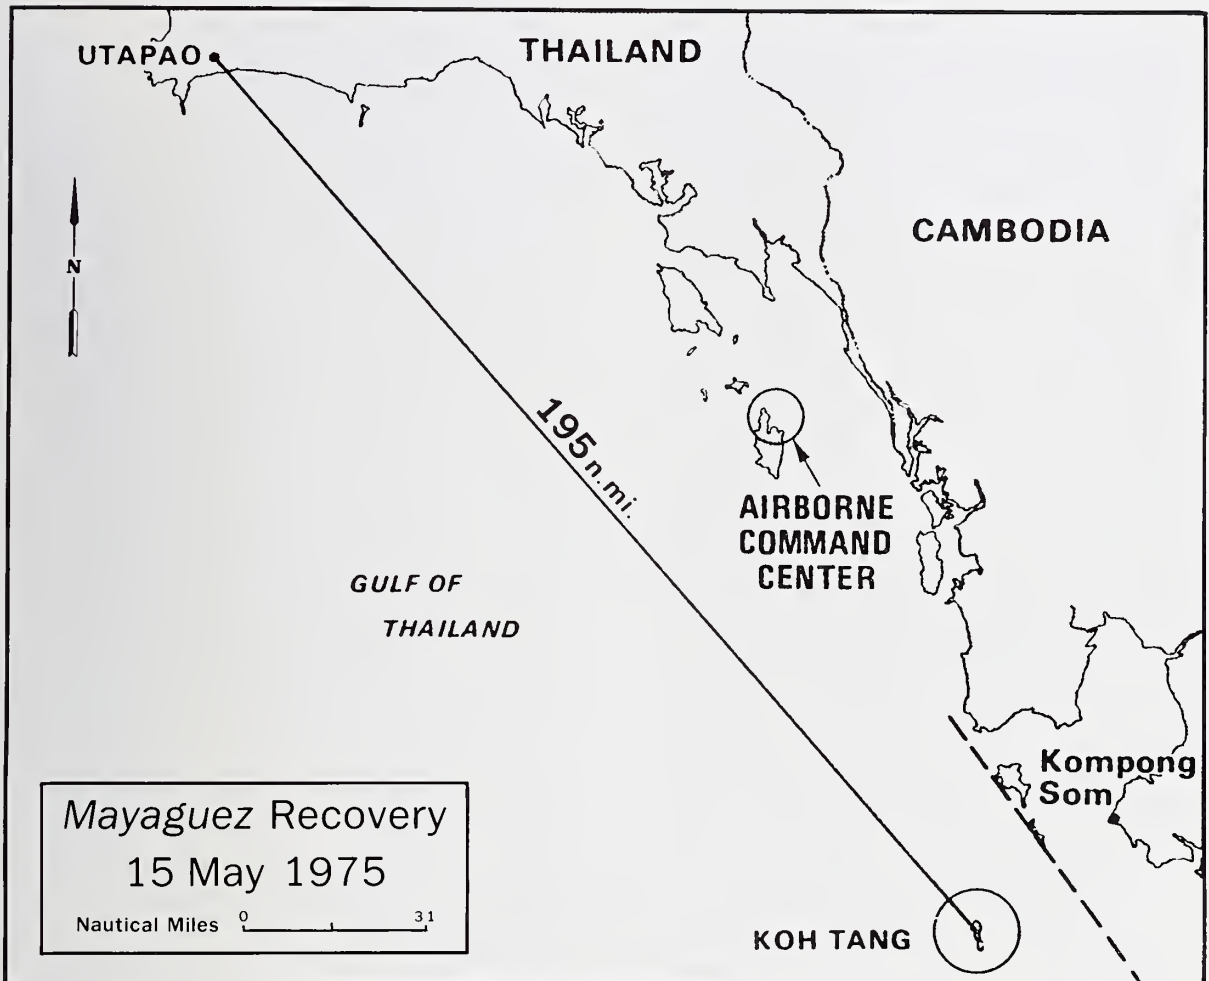 UTAPAO
THAILAND
CAMBODIA
N
195 n.mi.
AIRBORNE
COMMAND
CENTER
GULF OF
THAILAND
Kompong
Som
Mayaguez Recovery
15 May 1975
Nautical Miles 0 31
KOH TANG